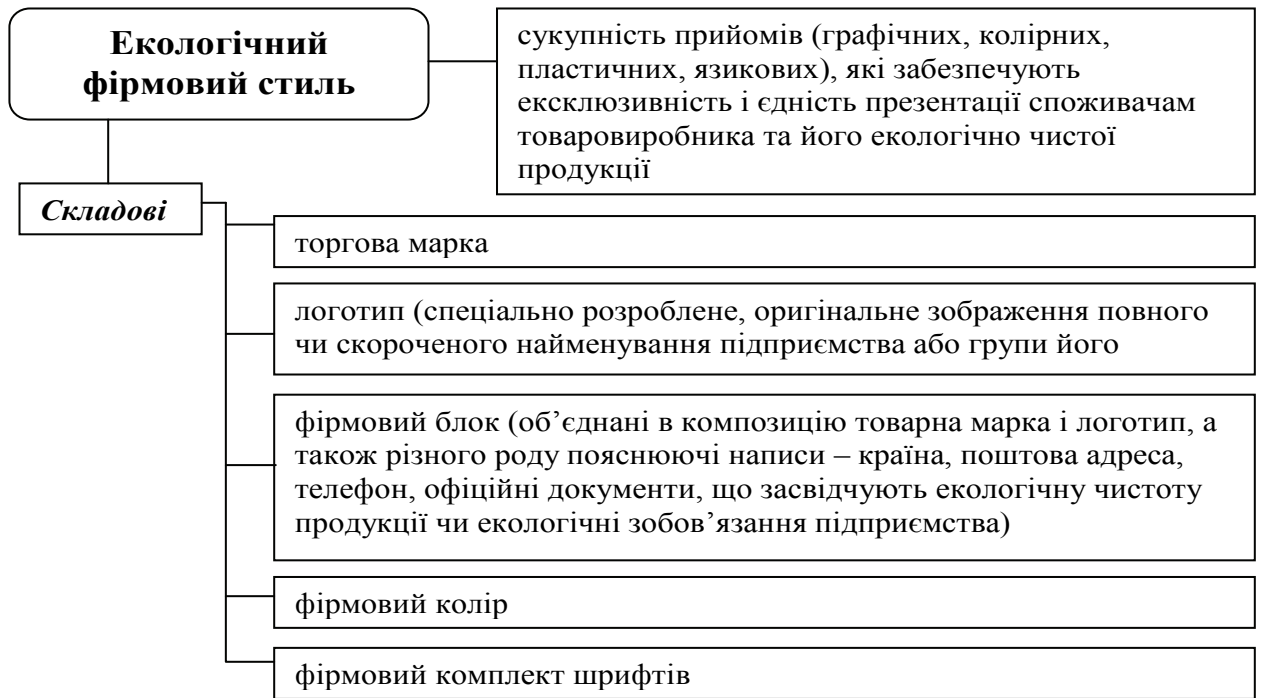 Екологічний
фірмовий стиль
сукупність прийомів (графічних, колірних,
пластичних, язикових), які забезпечують
ексклюзивність і єдність презентації споживачам
товаровиробника та його екологічно чистої
продукції
Складові
торгова марка
логотип (спеціально розроблене, оригінальне зображення повного
чи скороченого найменування підприємства або групи його
фірмовий блок (об’єднані в композицію товарна марка і логотип, а
також різного роду пояснюючі написи – країна, поштова адреса,
телефон, офіційні документи, що засвідчують екологічну чистоту
продукції чи екологічні зобов’язання підприємства)
фірмовий колір
фірмовий комплект шрифтів